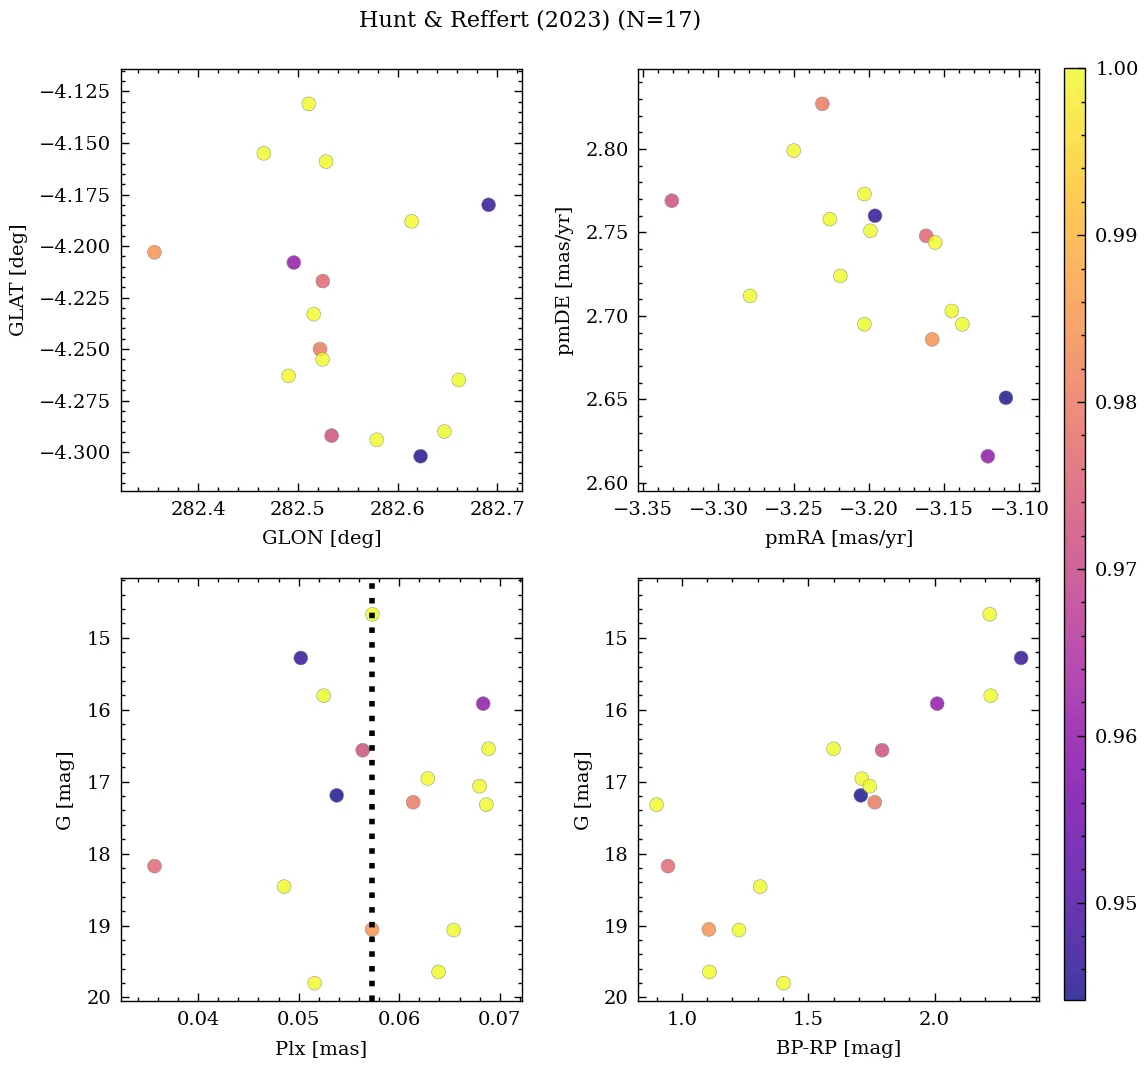 Hunt & Reffert (2023) (N=17)
−4.125
−4.150
−4.175
−4.200
−4.225
−4.250
−4.275
−4.300
GLAT [deg]
282.4 282.5 282.6 282.7
GLON [deg]
2.80
2.75
2.70
2.65
2.60
pmDE [mas/yr]
−3.35 −3.30 −3.25 −3.20 −3.15 −3.10
pmRA [mas/yr]
15
16
17
18
19
20
G [mag]
0.04 0.05 0.06 0.07
Plx [mas]
15
16
17
18
19
20
G [mag]
1.0 1.5 2.0
BP-RP [mag]
1.00
0.99
0.98
0.97
0.96
0.95